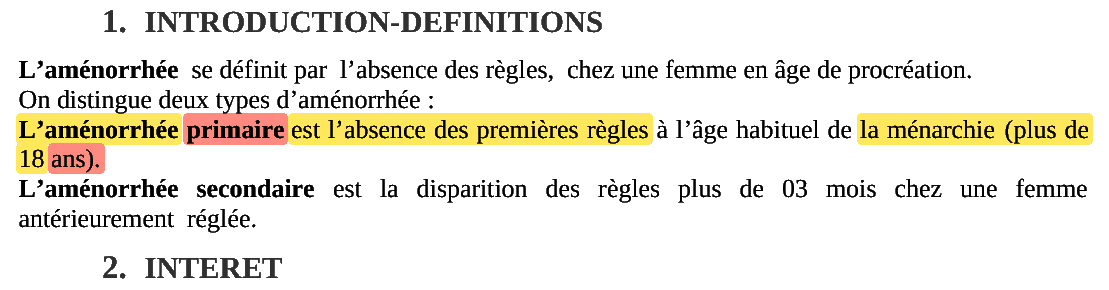 1. INTRODUCTION-DEFINITIONS
L’aménorrhée se définit par l’absence des règles, chez une femme en âge de procréation.
On distingue deux types d’aménorrhée :
L’aménorrhée primaire est l’absence des premières règles à l’âge habituel de la ménarchie (plus de
18 ans).
L’aménorrhée secondaire est la disparition des règles plus de 03 mois chez une femme
antérieurement réglée.
2. INTERET